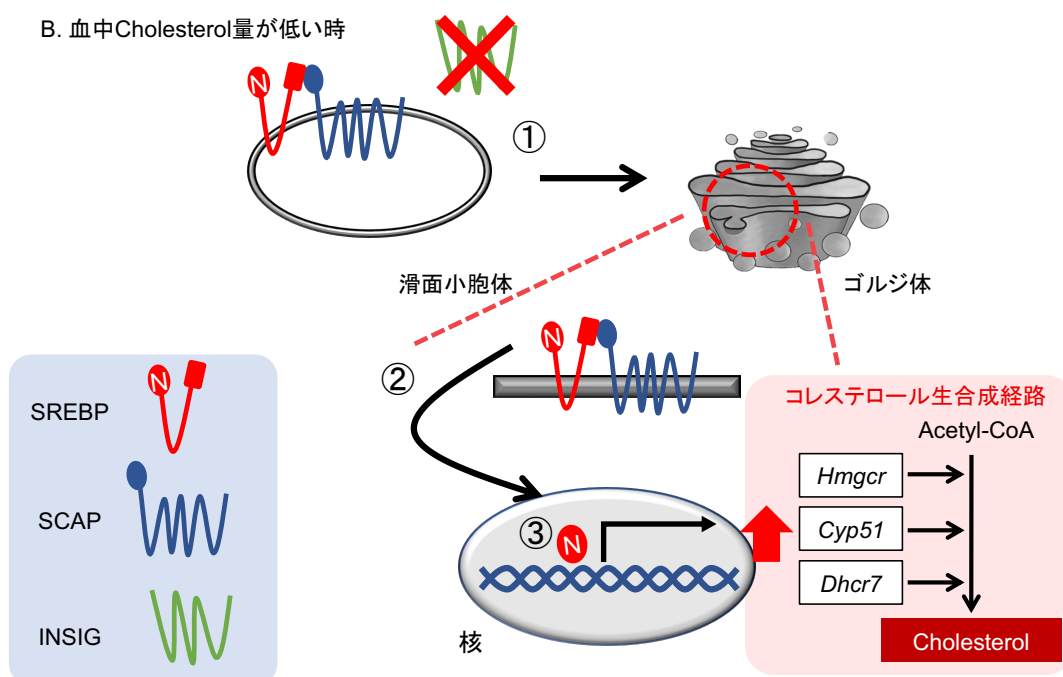 B. 血中Cholesterol量が低い時
N
①
滑面小胞体
ゴルジ体
②
N
SREBP
N
SCAP
INSIG
③
N
核
コレステロール生合成経路
Acetyl-CoA
Hmgcr
Cyp51
Dhcr7
Cholesterol